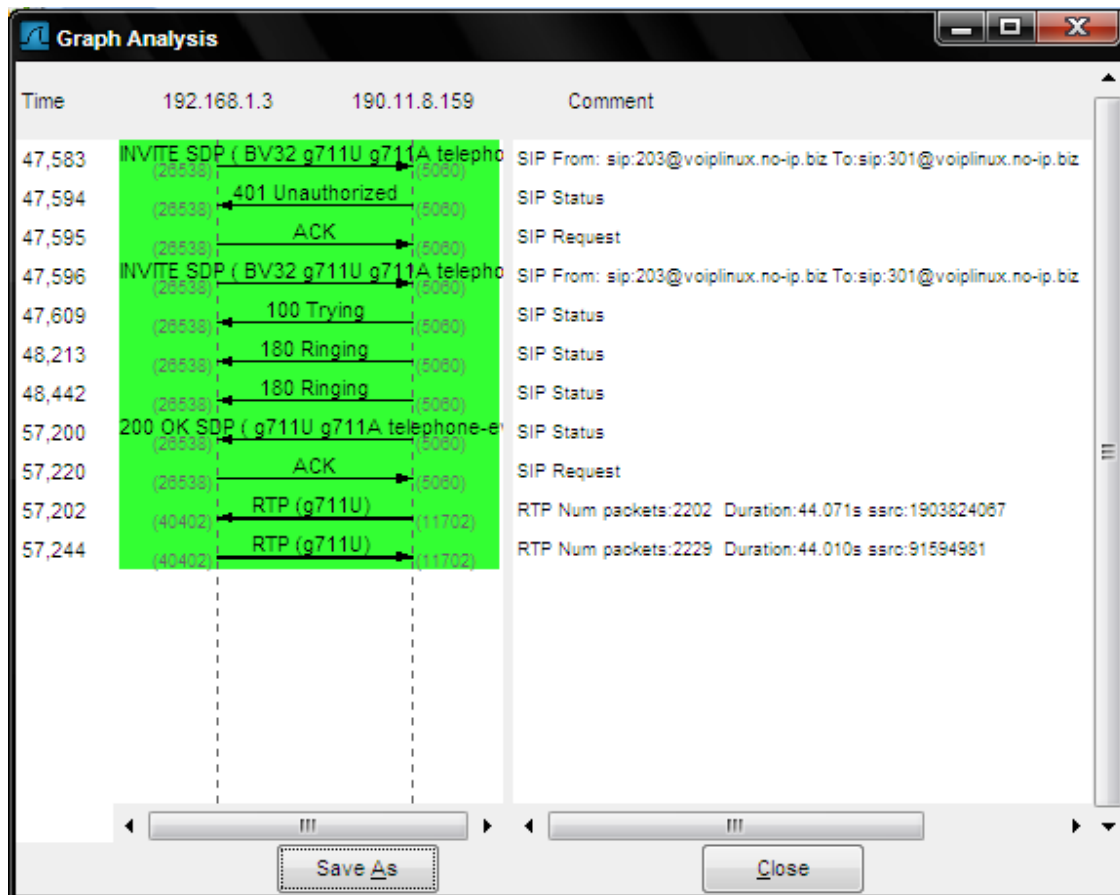 Graph Analysis
Time 192.168.1.3 190.11.8.159 Comment
47,583 INVITE SDP ( BV32 g711U g711A telepho SIP From: sip:203@voiplinux.no-ip.biz To:sip:301@voiplinux.no-ip.biz
(26538) (5060)
47,594 401 Unauthorized SIP Status
(26538) (5060)
47,595 ACK SIP Request
(26538) (5060)
47,596 INVITE SDP ( BV32 g711U g711A telepho SIP From: sip:203@voiplinux.no-ip.biz To:sip:301@voiplinux.no-ip.biz
(26538) (5060)
47,609 100 Trying SIP Status
(26538) (5060)
48,213 180 Ringing SIP Status
(26538) (5060)
48,442 180 Ringing SIP Status
(26538) (5060)
57,200 200 OK SDP ( g711U g711A telephone-ev SIP Status
(26538) (5060)
57,220 ACK SIP Request
(26538) (5060)
57,202 RTP (g711U) RTP Num packets:2202 Duration:44.071s ssrc:1903824067
(40402) (11702)
57,244 RTP (g711U) RTP Num packets:2229 Duration:44.010s ssrc:91594981
(40402) (11702)
Save As Close